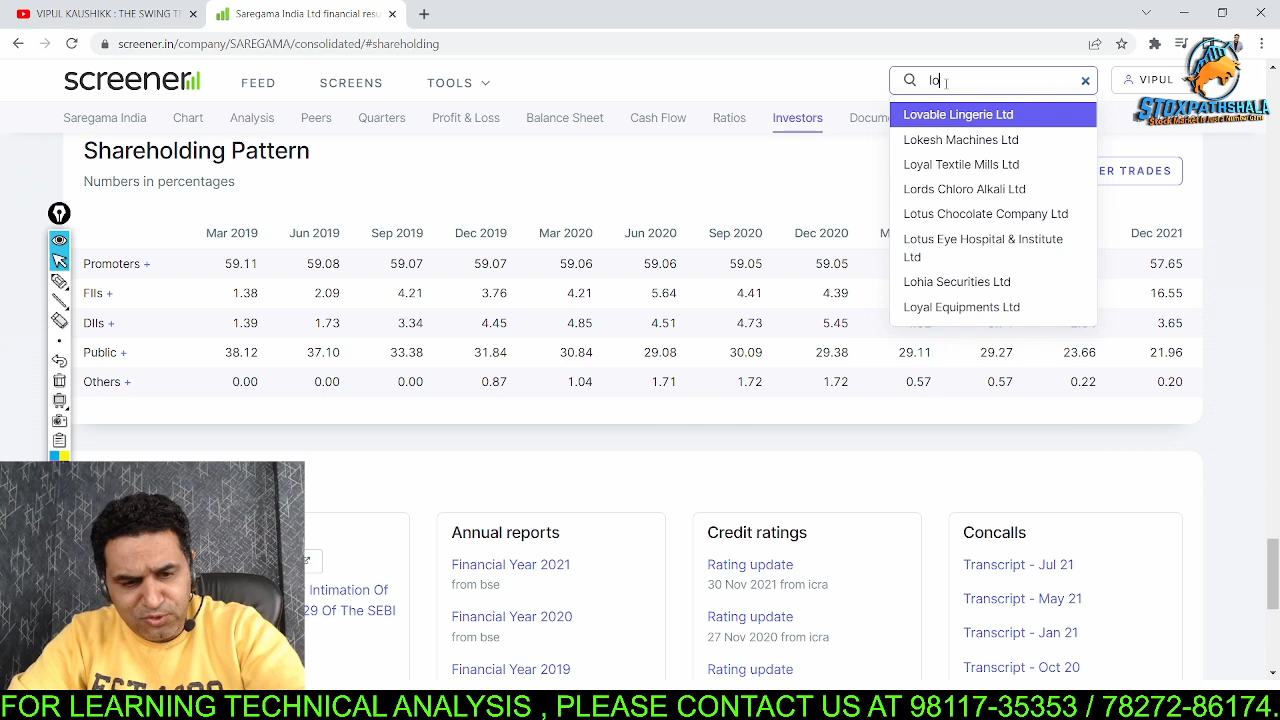 VIPUL KAUSHIKK : THE SWING T
Saregama India Ltd financial resu
screener.in/company/SAREGAMA/consolidated/#shareholding
screener
FEED
SCREENS
TOOLS
lo
VIPUL
STOXPATHSHALA
Stock Market is Just a Number Game
Saregama India
Chart
Analysis
Peers
Quarters
Profit & Loss
Balance Sheet
Cash Flow
Ratios
Investors
Docum
Lovable Lingerie Ltd
Lokesh Machines Ltd
Loyal Textile Mills Ltd
Lords Chloro Alkali Ltd
Lotus Chocolate Company Ltd
Lotus Eye Hospital & Institute
Ltd
Lohia Securities Ltd
Loyal Equipments Ltd
Shareholding Pattern
Numbers in percentages
ER TRADES
Mar 2019 Jun 2019 Sep 2019 Dec 2019 Mar 2020 Jun 2020 Sep 2020 Dec 2020 M Dec 2021
Promoters + 59.11 59.08 59.07 59.07 59.06 59.06 59.05 59.05 57.65
FIIs + 1.38 2.09 4.21 3.76 4.21 5.64 4.41 4.39 16.55
DIIs + 1.39 1.73 3.34 4.45 4.85 4.51 4.73 5.45 3.65
Public + 38.12 37.10 33.38 31.84 30.84 29.08 30.09 29.38 29.11 29.27 23.66 21.96
Others + 0.00 0.00 0.00 0.87 1.04 1.71 1.72 1.72 0.57 0.57 0.22 0.20
Intimation Of
29 Of The SEBI
Annual reports
Financial Year 2021
from bse
Financial Year 2020
from bse
Financial Year 2019
Credit ratings
Rating update
30 Nov 2021 from icra
Rating update
27 Nov 2020 from icra
Rating update
Concalls
Transcript - Jul 21
Transcript - May 21
Transcript - Jan 21
Transcript - Oct 20
FOR LEARNING TECHNICAL ANALYSIS , PLEASE CONTACT US AT 98117-35353 / 78272-86174.